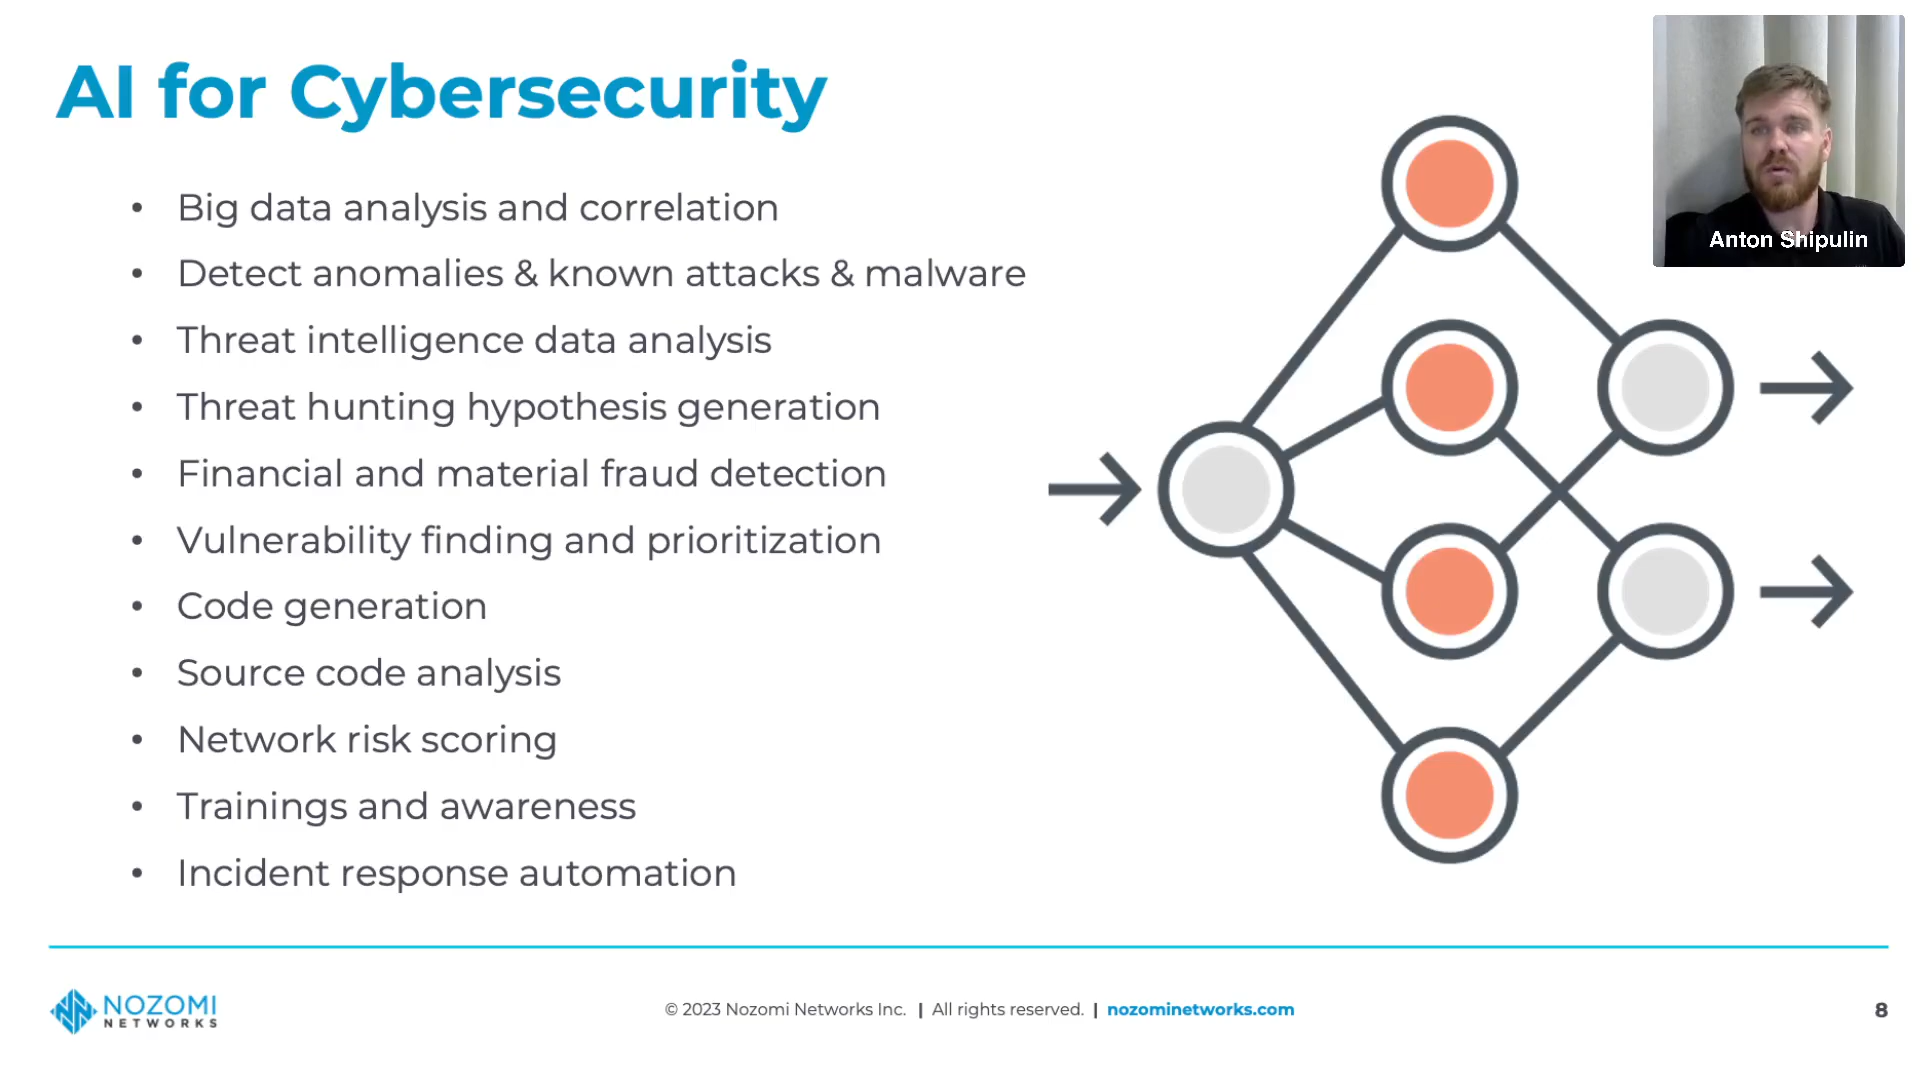 AI for Cybersecurity
Anton Shipulin
• Big data analysis and correlation
• Detect anomalies & known attacks & malware
• Threat intelligence data analysis
• Threat hunting hypothesis generation
• Financial and material fraud detection
• Vulnerability finding and prioritization
• Code generation
• Source code analysis
• Network risk scoring
• Trainings and awareness
• Incident response automation
NOZOMI
NETWORKS
© 2023 Nozomi Networks Inc. | All rights reserved. | nozominetworks.com
8